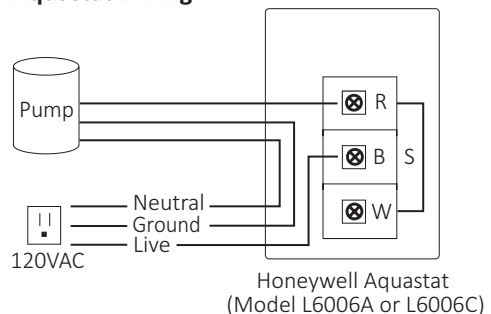 Pump
R
B S
W
Neutral
Ground
Live
120VAC
Honeywell Aquastat
(Model L6006A or L6006C)